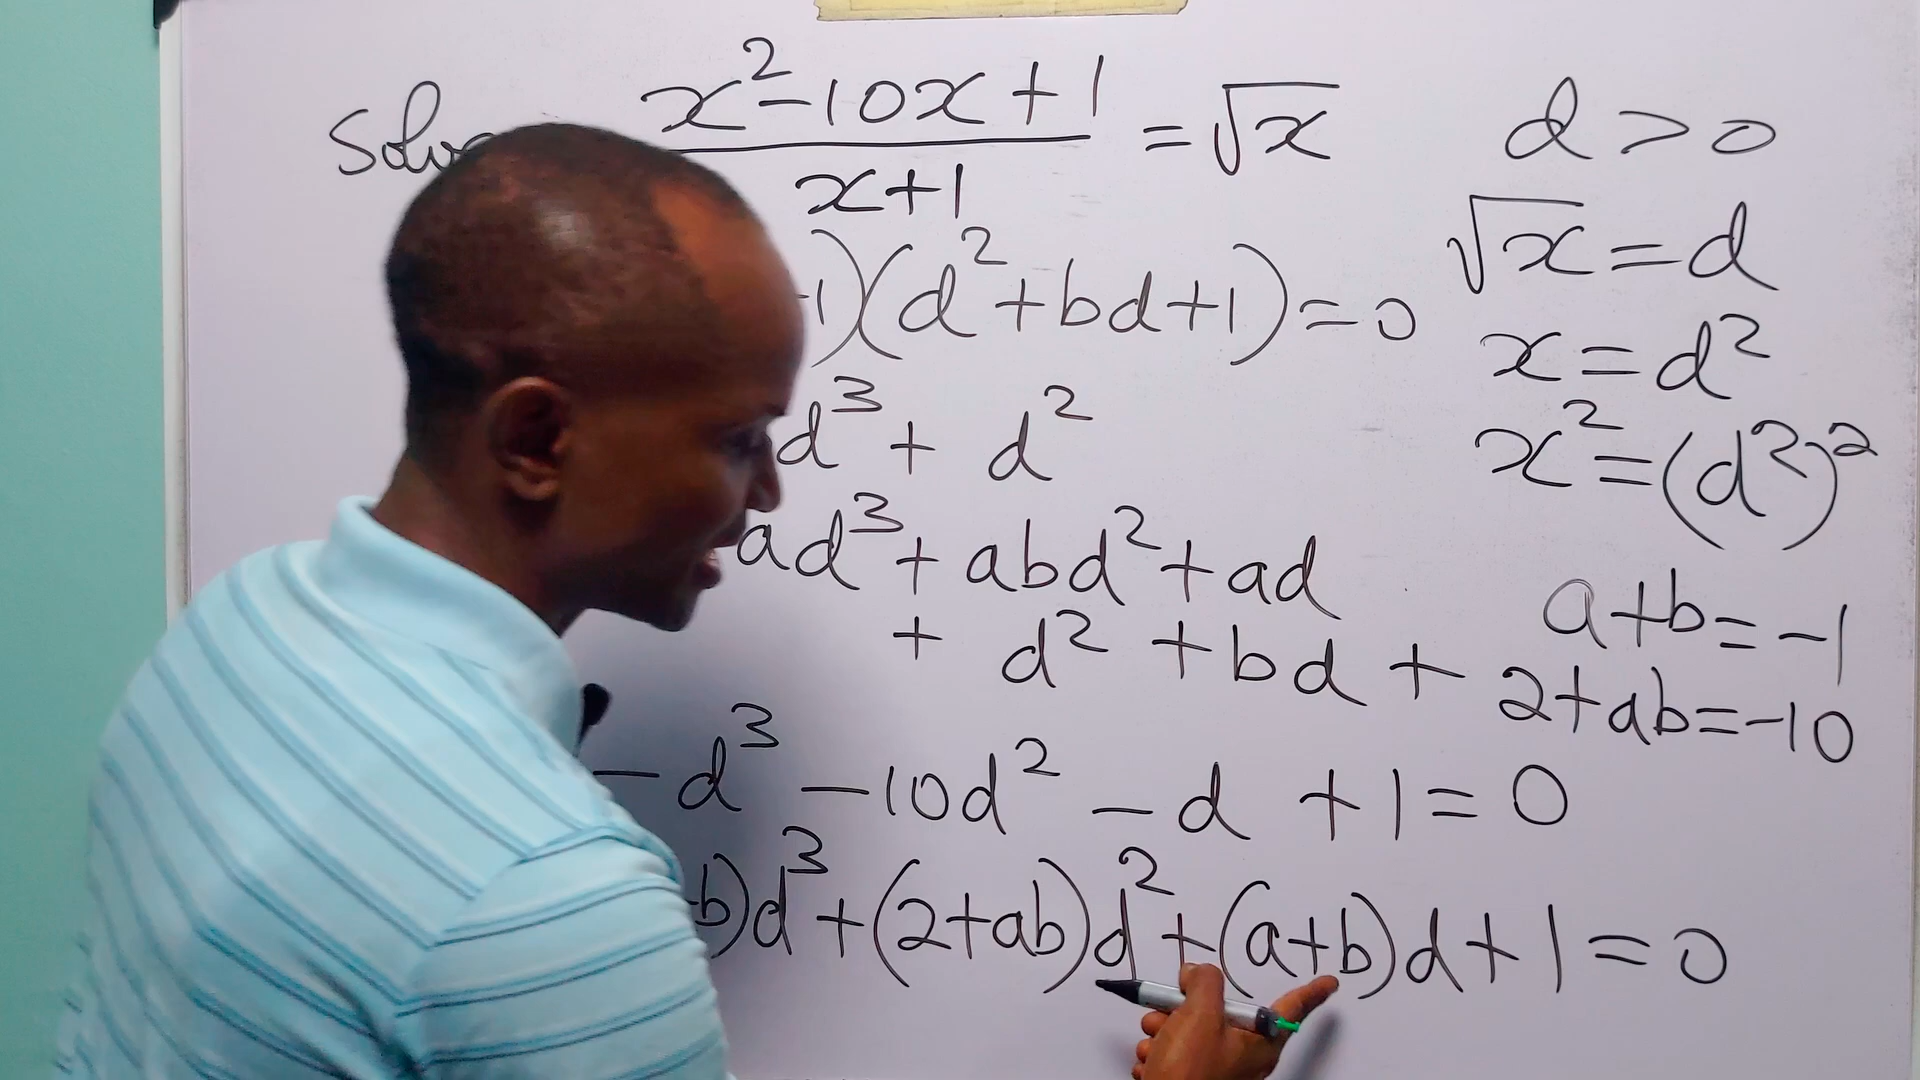 x² - 10x + 1 / x + 1 = √x
1)(d² + bd + 1) = 0
d³ + d²
ad³ + abd² + ad
+ d² + bd +
- d³ - 10d² - d + 1 = 0
b)d³ + (2 + ab)d² + (a + b)d + 1 = 0
d > 0
√x = d
x = d²
x² = (d²)²
a + b = -1
2 + ab = -10